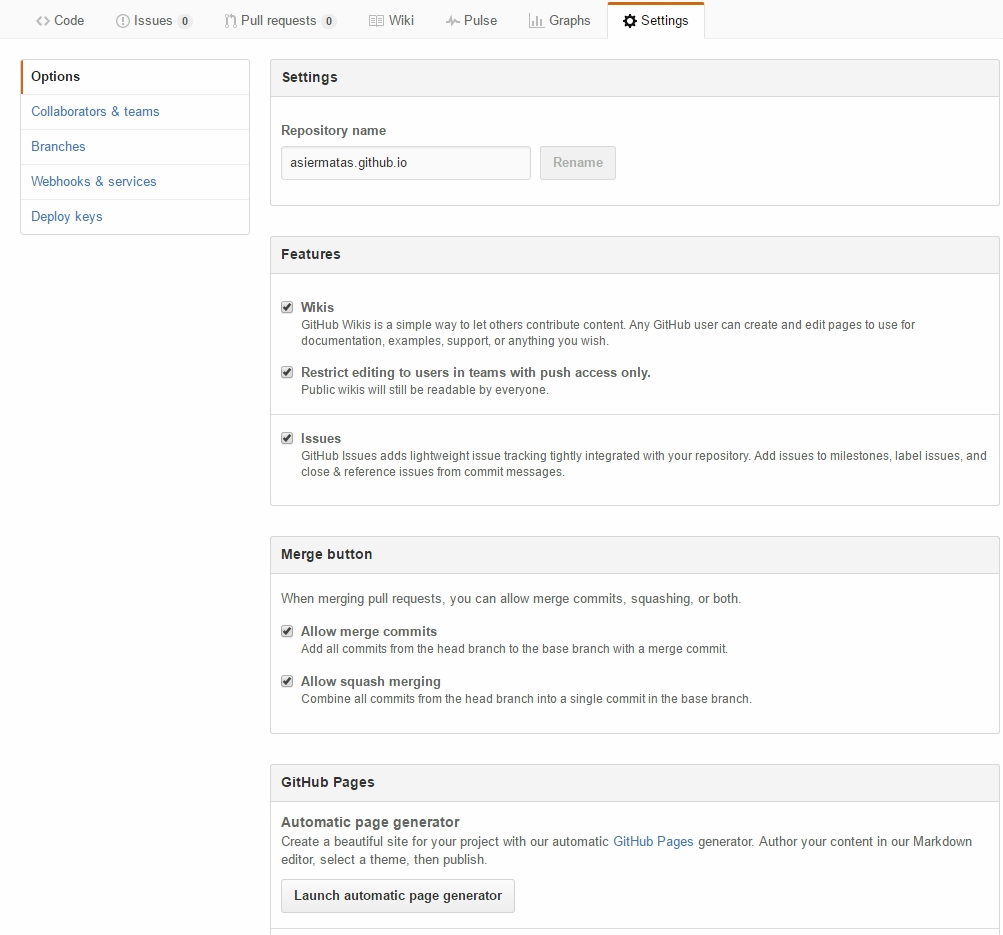 Code Issues 0 Pull requests 0 Wiki Pulse Graphs Settings
Options
Collaborators & teams
Branches
Webhooks & services
Deploy keys
Settings
Repository name
asiermatas.github.io Rename
Features
Wikis
GitHub Wikis is a simple way to let others contribute content. Any GitHub user can create and edit pages to use for
documentation, examples, support, or anything you wish.
Restrict editing to users in teams with push access only.
Public wikis will still be readable by everyone.
Issues
GitHub Issues adds lightweight issue tracking tightly integrated with your repository. Add issues to milestones, label issues, and
close & reference issues from commit messages.
Merge button
When merging pull requests, you can allow merge commits, squashing, or both.
Allow merge commits
Add all commits from the head branch to the base branch with a merge commit.
Allow squash merging
Combine all commits from the head branch into a single commit in the base branch.
GitHub Pages
Automatic page generator
Create a beautiful site for your project with our automatic GitHub Pages generator. Author your content in our Markdown
editor, select a theme, then publish.
Launch automatic page generator